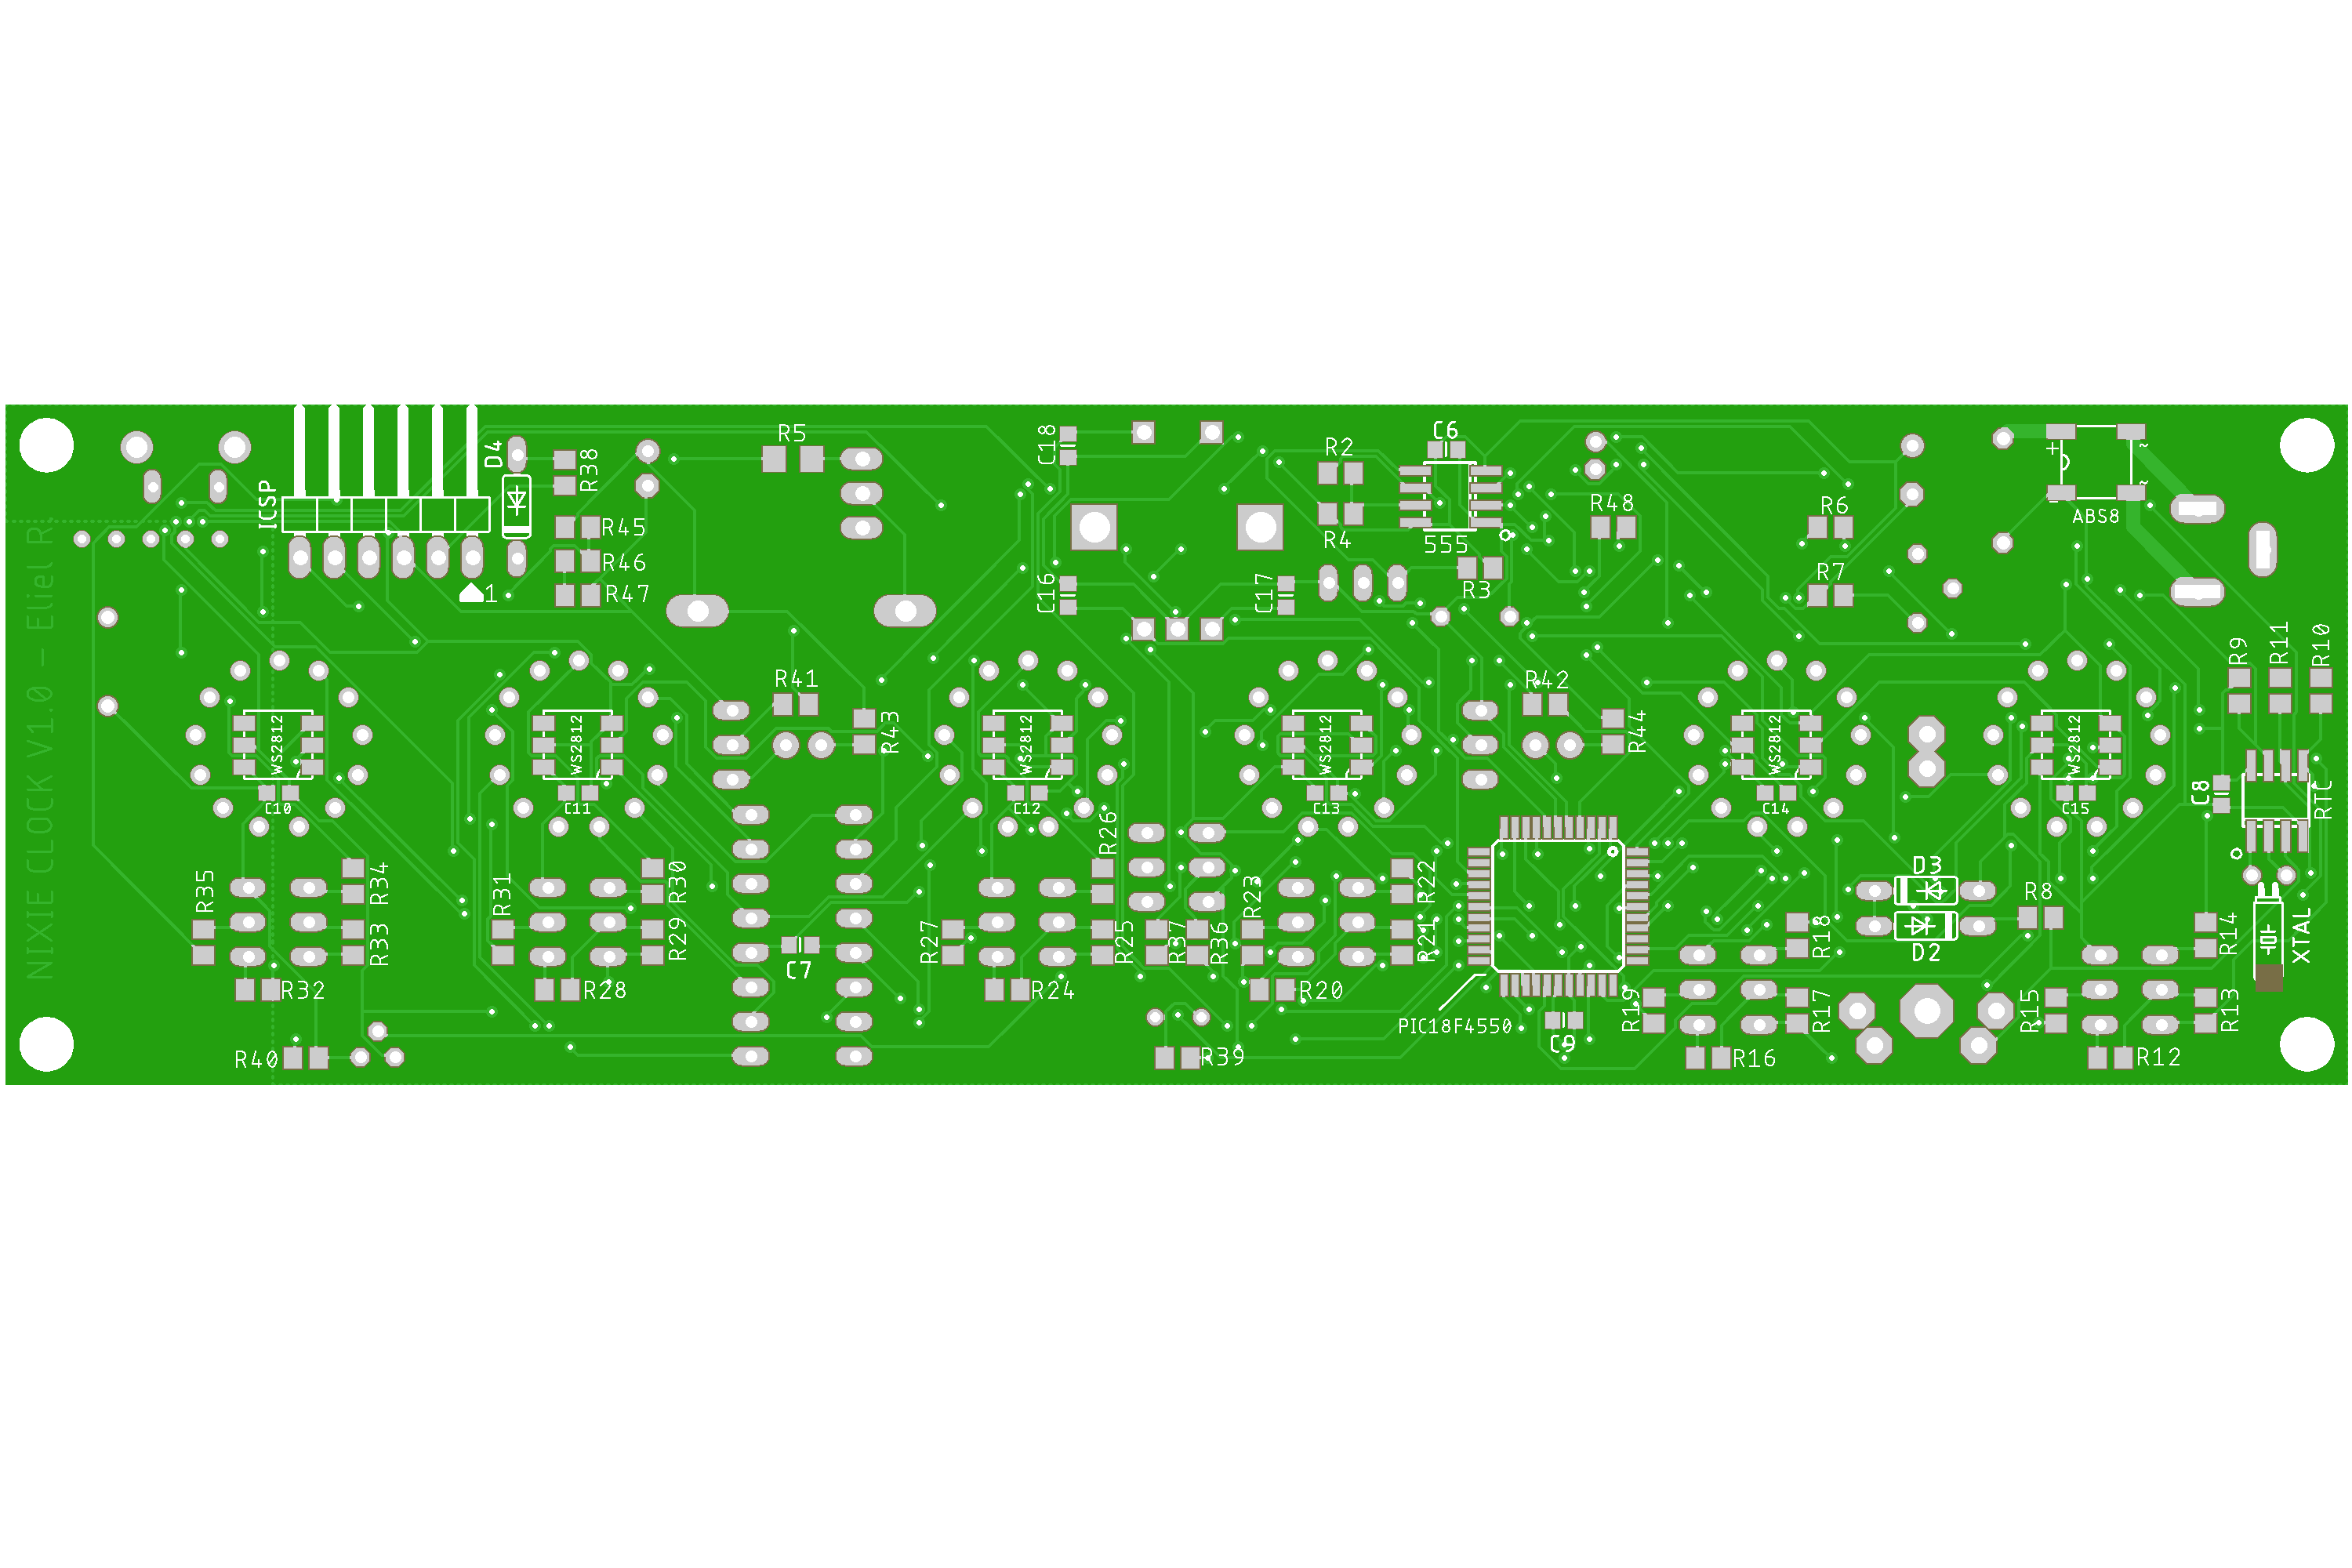 NIXIE CLOCK V1.0 - Eliel R.
ICSP
1
D4
R38
R45
R46
R47
R5
C18
C16
C17
R2
R4
C6
555
R3
R48
R6
R7
+
-
~
~
ABS8
R9
R11
R10
WS2812
C10
WS2812
C11
R41
R43
WS2812
C12
WS2812
C13
R42
R44
WS2812
C14
WS2812
C15
C8
RTC
XTAL
R35
R34
R33
R32
R40
R31
R30
R29
R28
C7
R27
R26
R25
R24
R37
R36
R39
R23
R22
R21
R20
PIC18F4550
C9
D3
D2
R8
R19
R18
R17
R16
R15
R14
R13
R12